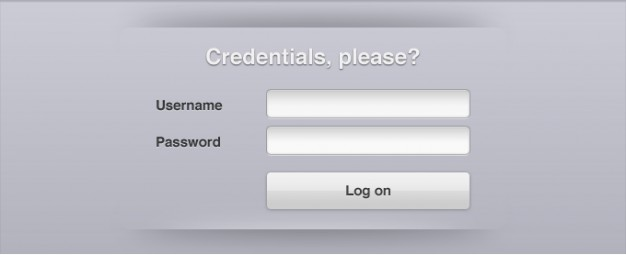 Credentials, please?
Username
Password
Log on